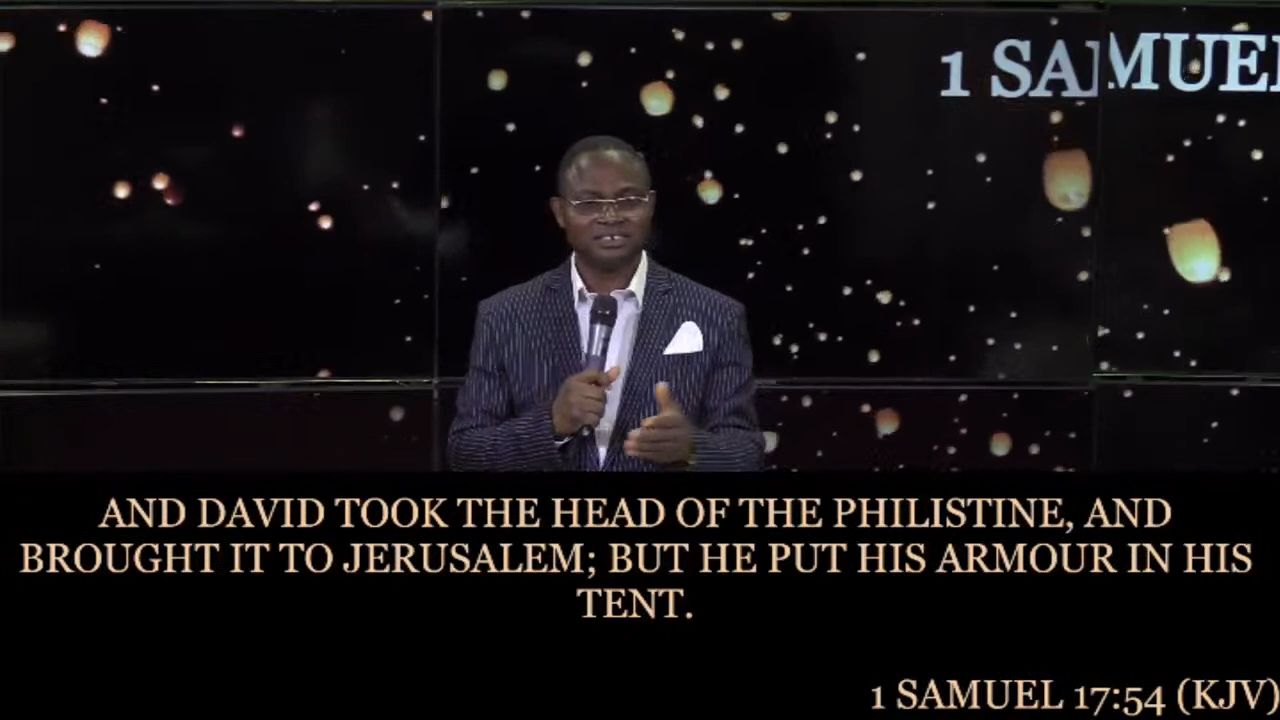 1 SAMUEL
AND DAVID TOOK THE HEAD OF THE PHILISTINE, AND
BROUGHT IT TO JERUSALEM; BUT HE PUT HIS ARMOUR IN HIS
TENT.
1 SAMUEL 17:54 (KJV)